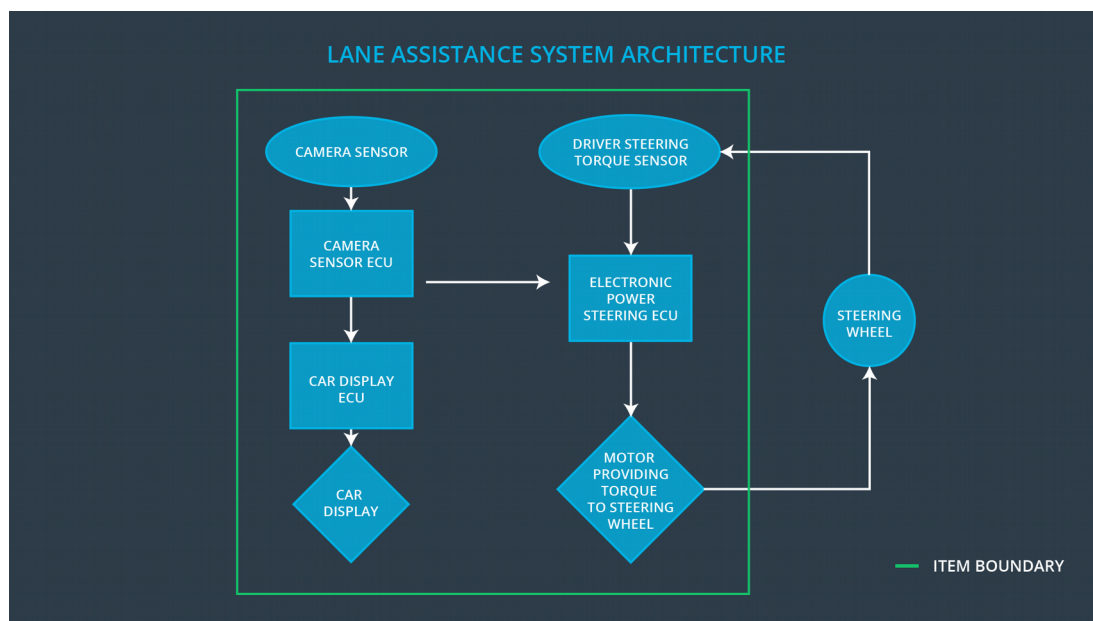 LANE ASSISTANCE SYSTEM ARCHITECTURE
CAMERA SENSOR
CAMERA
SENSOR ECU
CAR DISPLAY
ECU
CAR
DISPLAY
DRIVER STEERING
TORQUE SENSOR
ELECTRONIC
POWER
STEERING ECU
MOTOR
PROVIDING
TORQUE
TO STEERING
WHEEL
STEERING
WHEEL
ITEM BOUNDARY